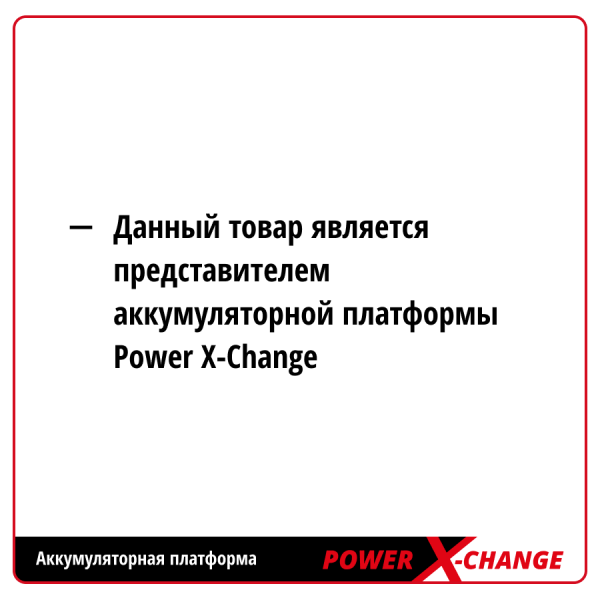 — Данный товар является
представителем
аккумуляторной платформы
Power X-Change
Аккумуляторная платформа
POWER X-CHANGE